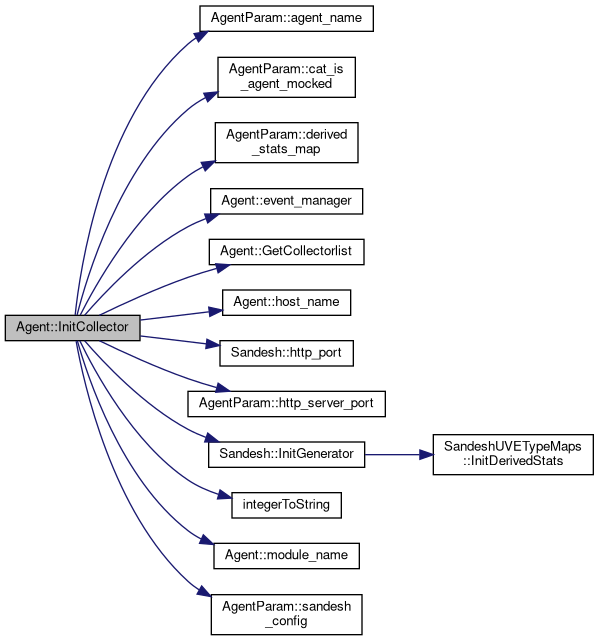 AgentParam::agent_name
AgentParam::cat_is
_agent_mocked
AgentParam::derived
_stats_map
Agent::event_manager
Agent::GetCollectorlist
Agent::host_name
Agent::InitCollector
Sandesh::http_port
AgentParam::http_server_port
Sandesh::InitGenerator
SandeshUVETypeMaps
::InitDerivedStats
integerToString
Agent::module_name
AgentParam::sandesh
_config